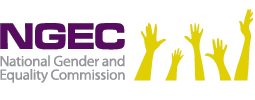 NGEC
National Gender and
Equality Commission